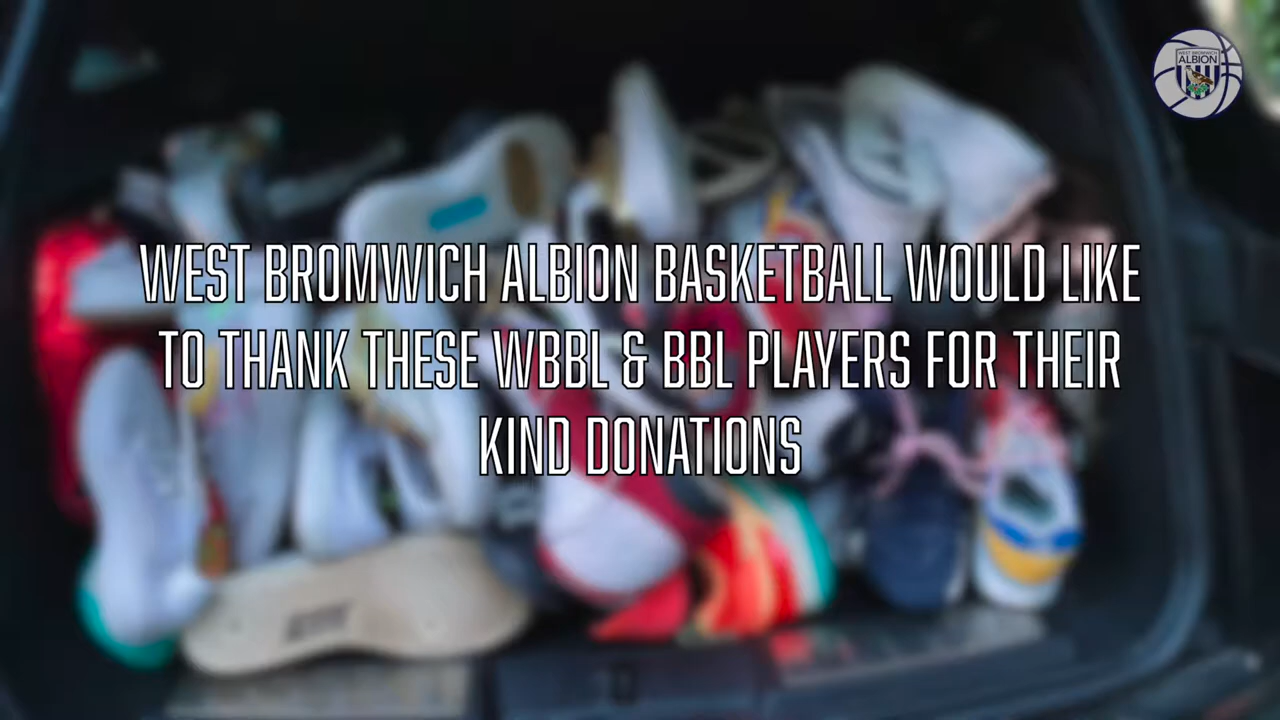 WEST BROMWICH
ALBION
WEST BROMWICH ALBION BASKETBALL WOULD LIKE
TO THANK THESE WBBL & BBL PLAYERS FOR THEIR
KIND DONATIONS